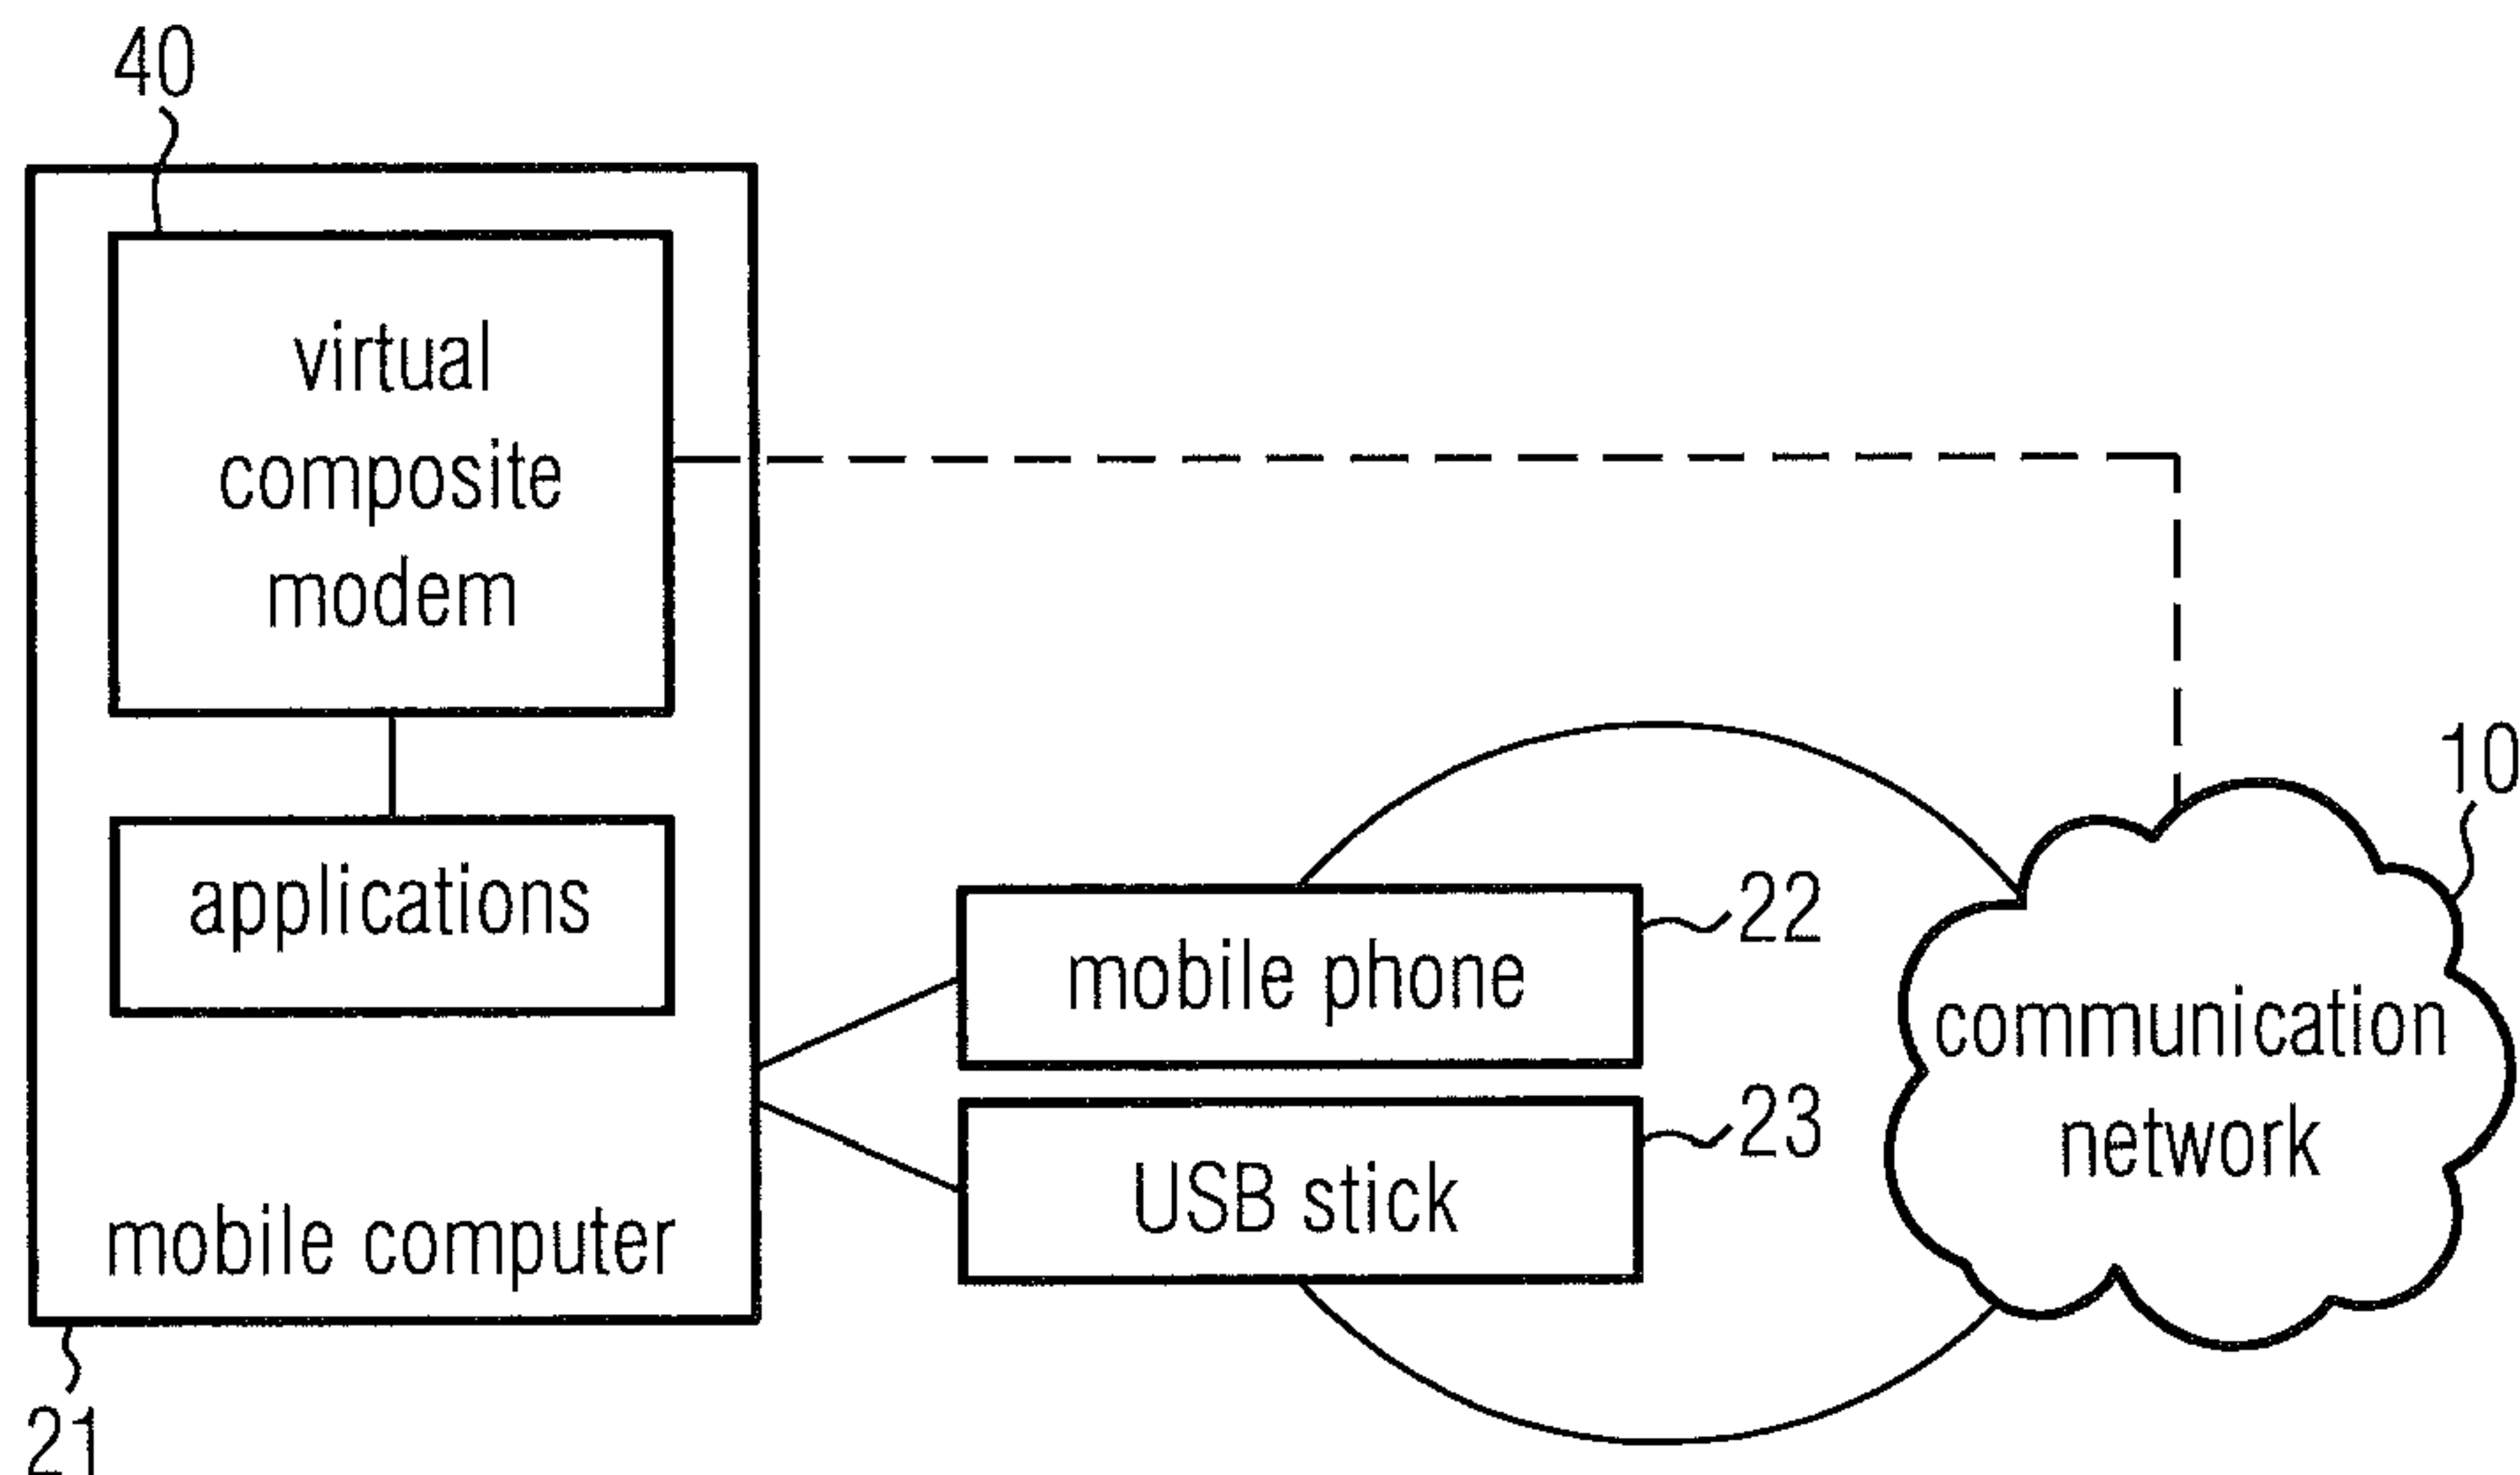 40
virtual
composite
modem
applications
mobile computer
21
mobile phone
22
USB stick
23
10
communication
network